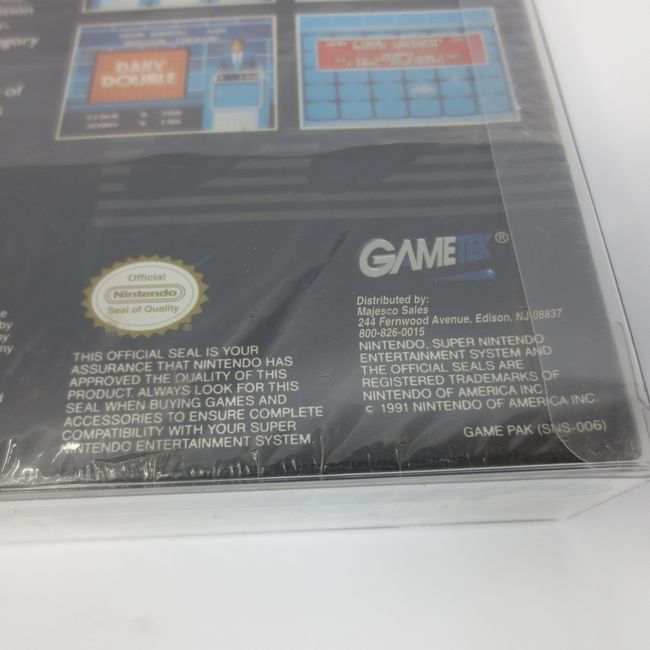 gory
of
DAILY
DOUBLE
Official
Nintendo
Seal of Quality
THIS OFFICIAL SEAL IS YOUR
ASSURANCE THAT NINTENDO HAS
APPROVED THE QUALITY OF THIS
PRODUCT. ALWAYS LOOK FOR THIS
SEAL WHEN BUYING GAMES AND
ACCESSORIES TO ENSURE COMPLETE
COMPATIBILITY WITH YOUR SUPER
NINTENDO ENTERTAINMENT SYSTEM.
GAMETEK®
Distributed by:
Majesco Sales
244 Fernwood Avenue, Edison, NJ 08837
800-826-0015
NINTENDO, SUPER NINTENDO
ENTERTAINMENT SYSTEM AND
THE OFFICIAL SEALS ARE
REGISTERED TRADEMARKS OF
NINTENDO OF AMERICA INC.
© 1991 NINTENDO OF AMERICA INC.
GAME PAK (SNS-006)